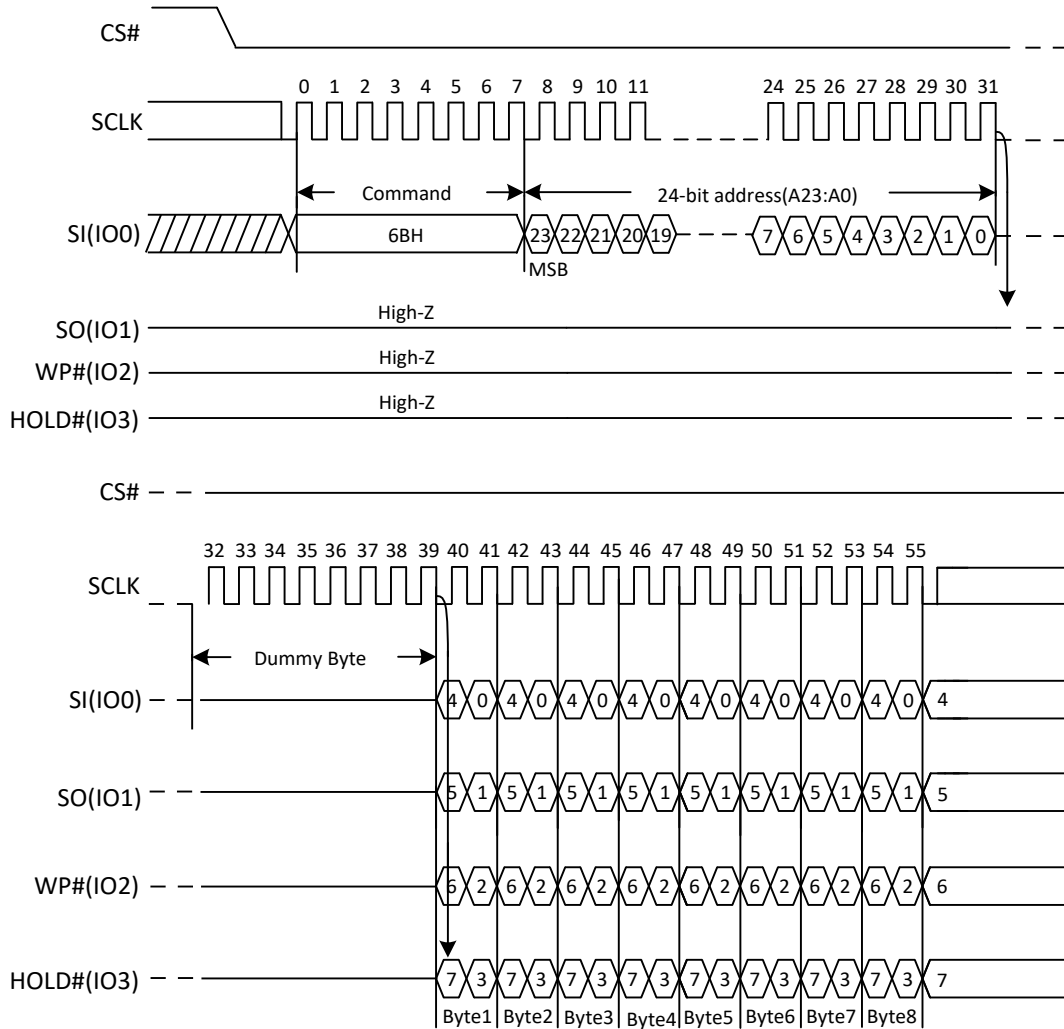 CS#
0 1 2 3 4 5 6 7 8 9 10 11 24 25 26 27 28 29 30 31
SCLK
Command 24-bit address(A23:A0)
SI(IO0) 6BH 23 22 21 20 19 7 6 5 4 3 2 1 0
MSB
High-Z
SO(IO1)
High-Z
WP#(IO2)
High-Z
HOLD#(IO3)
CS#
32 33 34 35 36 37 38 39 40 41 42 43 44 45 46 47 48 49 50 51 52 53 54 55
SCLK
Dummy Byte
SI(IO0) 4 0 4 0 4 0 4 0 4 0 4 0 4 0 4 0 4
SO(IO1) 5 1 5 1 5 1 5 1 5 1 5 1 5 1 5 1 5
WP#(IO2) 6 2 6 2 6 2 6 2 6 2 6 2 6 2 6 2 6
HOLD#(IO3) 7 3 7 3 7 3 7 3 7 3 7 3 7 3 7 3 7
Byte1 Byte2 Byte3 Byte4 Byte5 Byte6 Byte7 Byte8